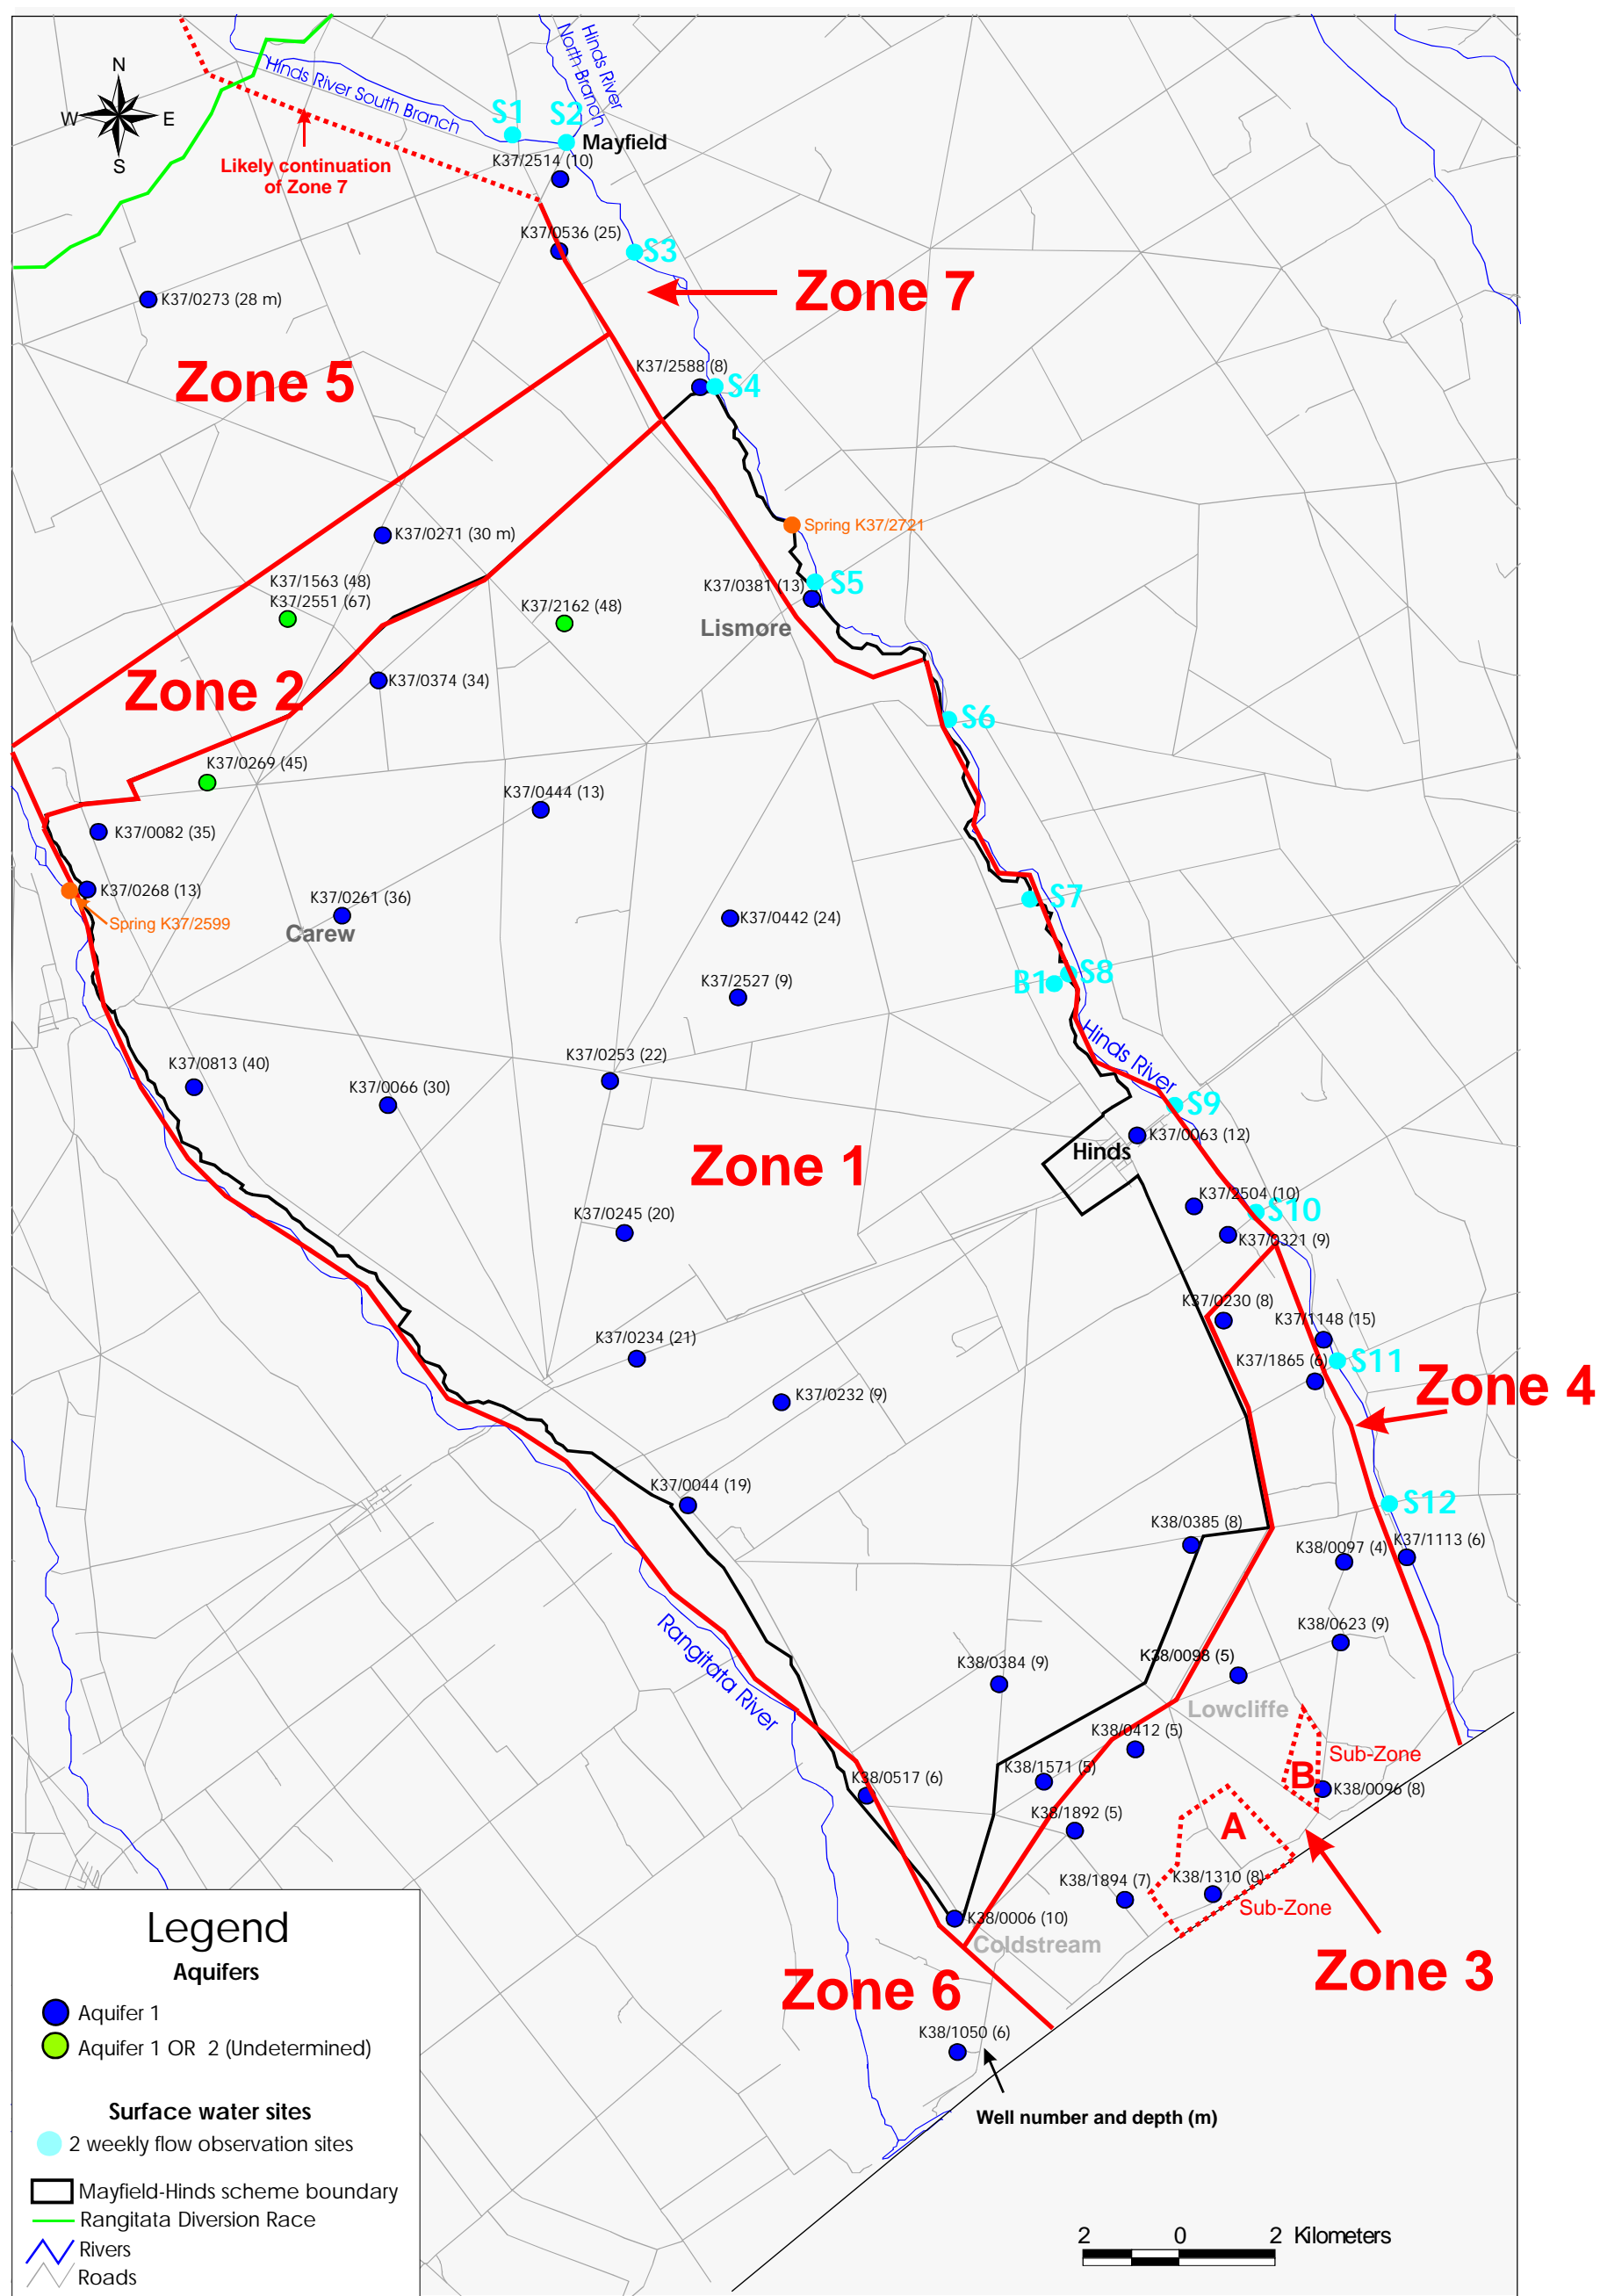 Hinds River
North Branch
Hinds River South Branch
N
W
E
S
S1
S2
Mayfield
Likely continuation
of Zone 7
K37/2514 (10)
K37/0536 (25)
S3
Zone 7
K37/0273 (28 m)
Zone 5
K37/2588 (8)
S4
Spring K37/2721
K37/0271 (30 m)
K37/1563 (48)
K37/2551 (67)
K37/2162 (48)
K37/0381 (13)
S5
Lismore
Zone 2
K37/0374 (34)
S6
K37/0269 (45)
K37/0444 (13)
K37/0082 (35)
K37/0268 (13)
Spring K37/2599
K37/0261 (36)
Carew
K37/0442 (24)
S7
K37/2527 (9)
B1
S8
Hinds River
K37/0253 (22)
K37/0813 (40)
K37/0066 (30)
S9
K37/0063 (12)
Hinds
Zone 1
K37/2504 (10)
S10
K37/0245 (20)
K37/0321 (9)
K37/0230 (8)
K37/1148 (15)
K37/0234 (21)
K37/1865 (6)
S11
Zone 4
K37/0232 (9)
K37/0044 (19)
S12
K38/0385 (8)
K38/0097 (4)
K37/1113 (6)
Rangitata River
K38/0623 (9)
K38/0098 (5)
K38/0384 (9)
Lowcliffe
K38/0412 (5)
Sub-Zone
B
K38/0517 (6)
K38/1571 (5)
K38/0096 (8)
K38/1892 (5)
A
K38/1894 (7)
K38/1310 (8)
Sub-Zone
K38/0006 (10)
Coldstream
Zone 3
Zone 6
K38/1050 (6)
Well number and depth (m)
Legend
Aquifers
Aquifer 1
Aquifer 1 OR 2 (Undetermined)
Surface water sites
2 weekly flow observation sites
Mayfield-Hinds scheme boundary
Rangitata Diversion Race
Rivers
Roads
2 0 2 Kilometers